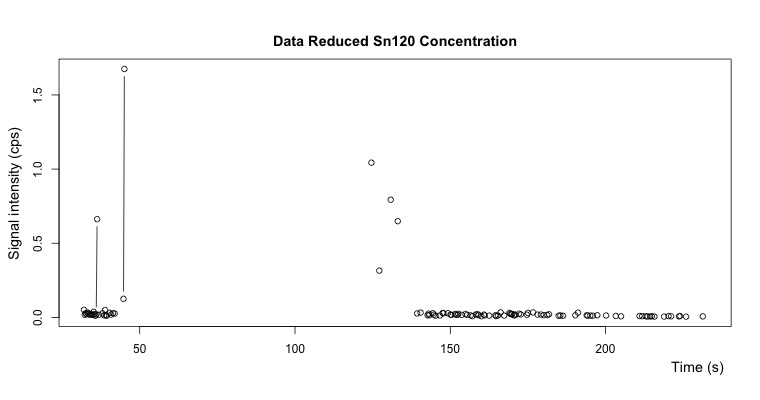 Data Reduced Sn120 Concentration
Signal intensity (cps)
1.5
1.0
0.5
0.0
50 100 150 200
Time (s)